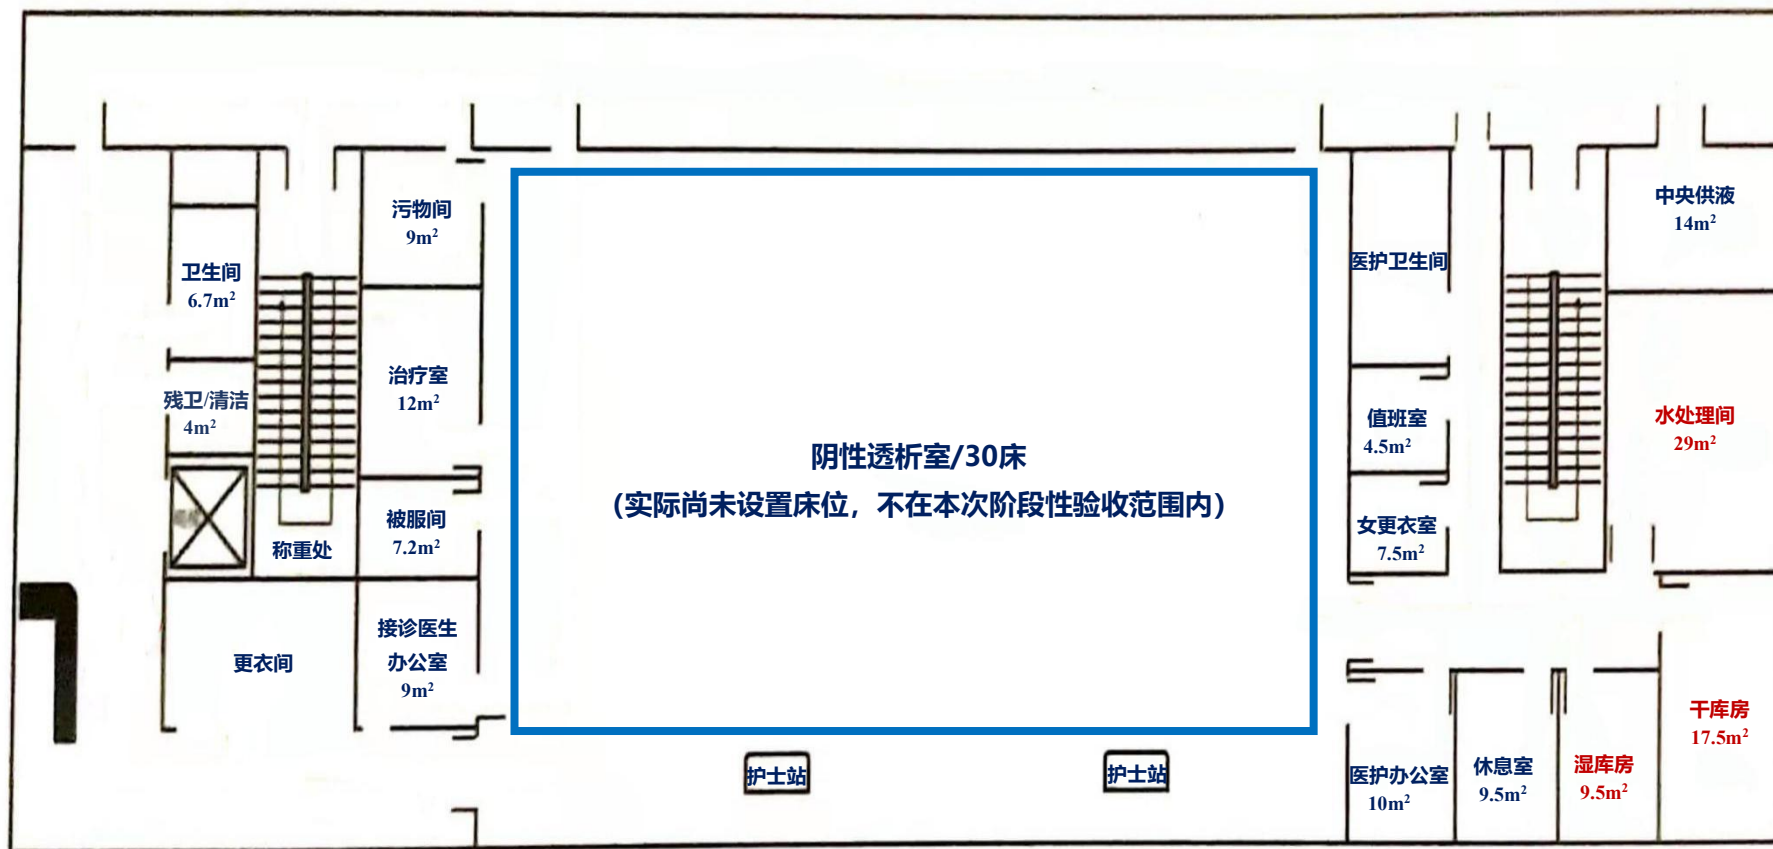 污物间
9m²
卫生间
6.7m²
治疗室
12m²
残卫/清洁
4m²
被服间
7.2m²
称重处
接诊医生
办公室
9m²
更衣间
阴性透析室/30床
（实际尚未设置床位，不在本次阶段性验收范围内）
护士站
护士站
医护卫生间
值班室
4.5m²
女更衣室
7.5m²
医护办公室
10m²
休息室
9.5m²
湿库房
9.5m²
中央供液
14m²
水处理间
29m²
干库房
17.5m²